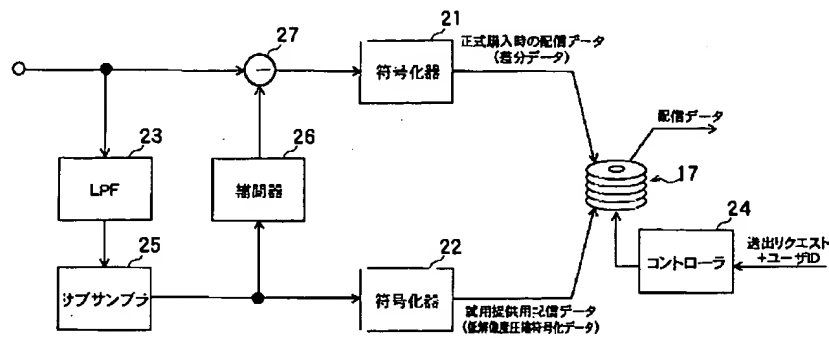 27
21
正式購入時の配信データ
(差分データ)
符号化器
配信データ
23
26
17
LPF
補間器
24
25
22
コントローラ
送出リクエスト
+ユーザID
サブサンプラ
符号化器
試用提供用配信データ
(低解像度圧縮符号化データ)